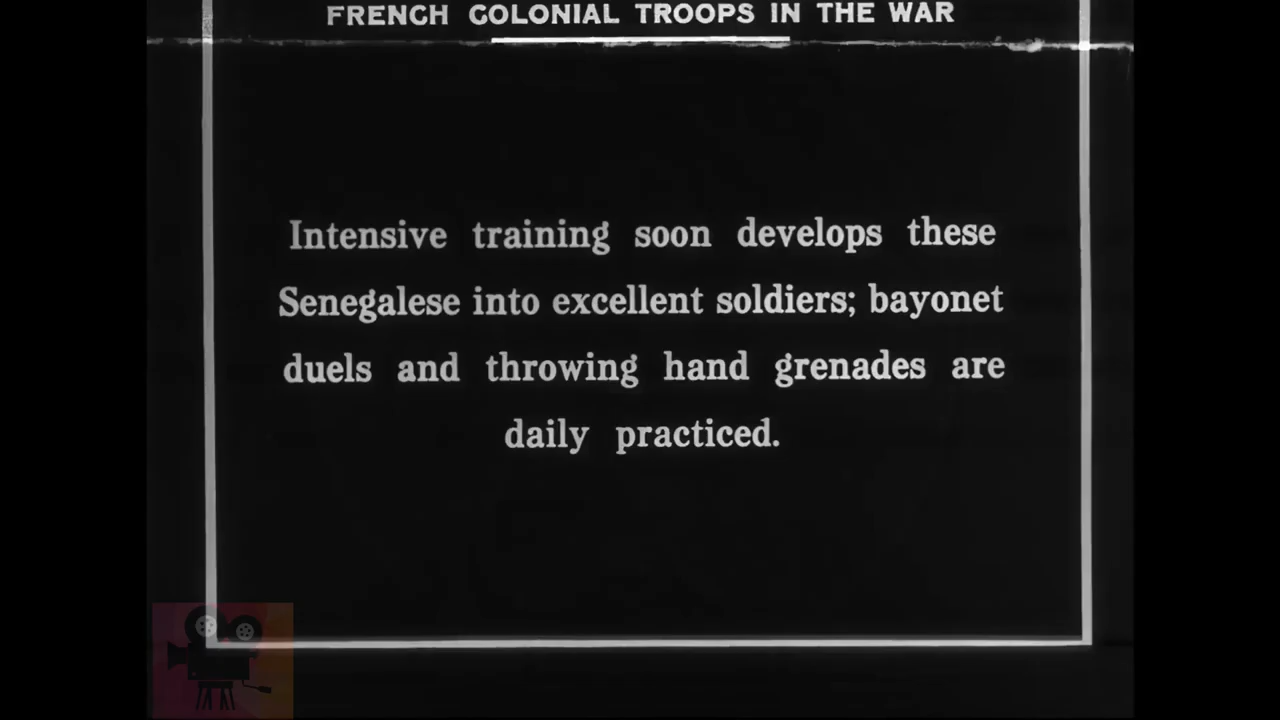 FRENCH COLONIAL TROOPS IN THE WAR
Intensive training soon develops these
Senegalese into excellent soldiers; bayonet
duels and throwing hand grenades are
daily practiced.